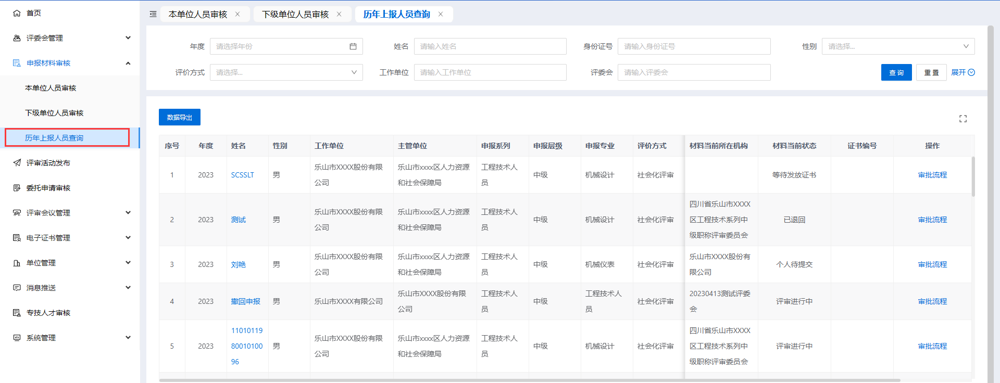 首页
评委会管理
申报材料审核
本单位人员审核
下级单位人员审核
历年上报人员查询
评审活动发布
委托申请审核
评审会议管理
电子证书管理
单位管理
消息推送
专技人才审核
系统管理
本单位人员审核 × 下级单位人员审核 × 历年上报人员查询 ×
年度 请选择年份 姓名 请输入姓名 身份证号 请输入身份证号 性别 请选择...
评价方式 请选择... 工作单位 请输入工作单位 评委会 请输入评委会 查 询 重 置 展开
数据导出
序号 年度 姓名 性别 工作单位 主管单位 申报系列 申报层级 申报专业 评价方式 材料当前所在机构 材料当前状态 证书编号 操作
乐山市XXXX股份有限 乐山市xxxx区人力资源 工程技术人
1 2023 SCSSLT 男 中级 机械设计 社会化评审 等待发放证书 审批流程
公司 和社会保障局 员
四川省乐山市XXXX
乐山市XXXX股份有限 乐山市xxxx区人力资源 工程技术人
2 2023 测试 男 中级 机械设计 社会化评审 区工程技术系列中 已退回 审批流程
公司 和社会保障局 员
级职称评审委员会
乐山市XXXX股份有限 乐山市xxxx区人力资源 工程技术人 乐山市XXXX股份有
3 2023 刘艳 男 中级 机械仪表 社会化评审 个人待提交 审批流程
公司 和社会保障局 员 限公司
乐山市XXXX股份有限 工程技术人 工程技术人 20230413测试评委
4 2023 撤回申报 男 乐山市XXXX有限公司 中级 社会化评审 评审进行中 审批流程
公司 员 员 会
11010119 四川省乐山市XXXX
乐山市XXXX股份有限 乐山市xxxx区人力资源 工程技术人
5 2023 80010100 男 中级 机械设计 社会化评审 区工程技术系列中 评审进行中 审批流程
公司 和社会保障局 员
96 级职称评审委员会